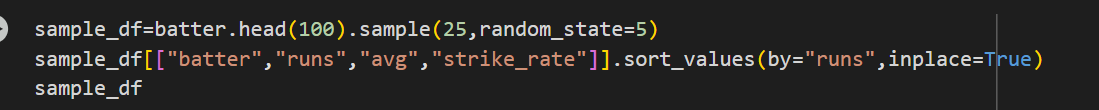 sample_df=batter.head(100).sample(25,random_state=5)
sample_df[["batter","runs","avg","strike_rate"]].sort_values(by="runs",inplace=True)
sample_df